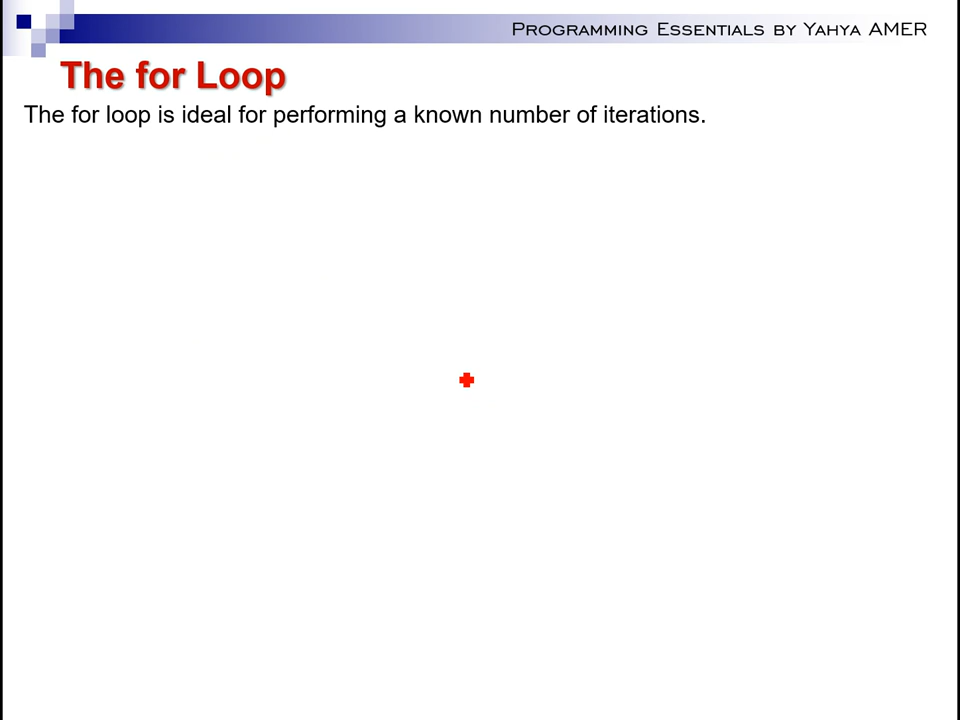 Programming Essentials by Yahya AMER
The for Loop
The for loop is ideal for performing a known number of iterations.